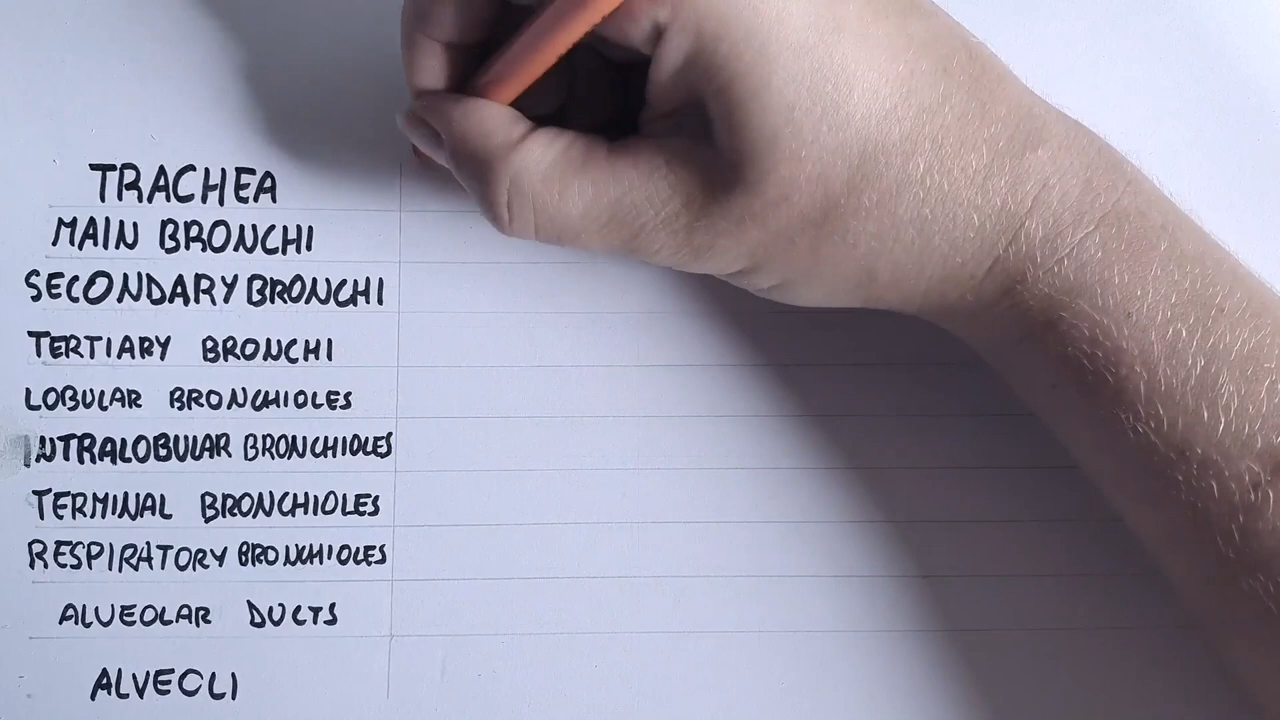 TRACHEA
MAIN BRONCHI
SECONDARY BRONCHI
TERTIARY BRONCHI
LOBULAR BRONCHIOLES
INTRALOBULAR BRONCHIOLES
TERMINAL BRONCHIOLES
RESPIRATORY BRONCHIOLES
ALVEOLAR DUCTS
ALVEOLI